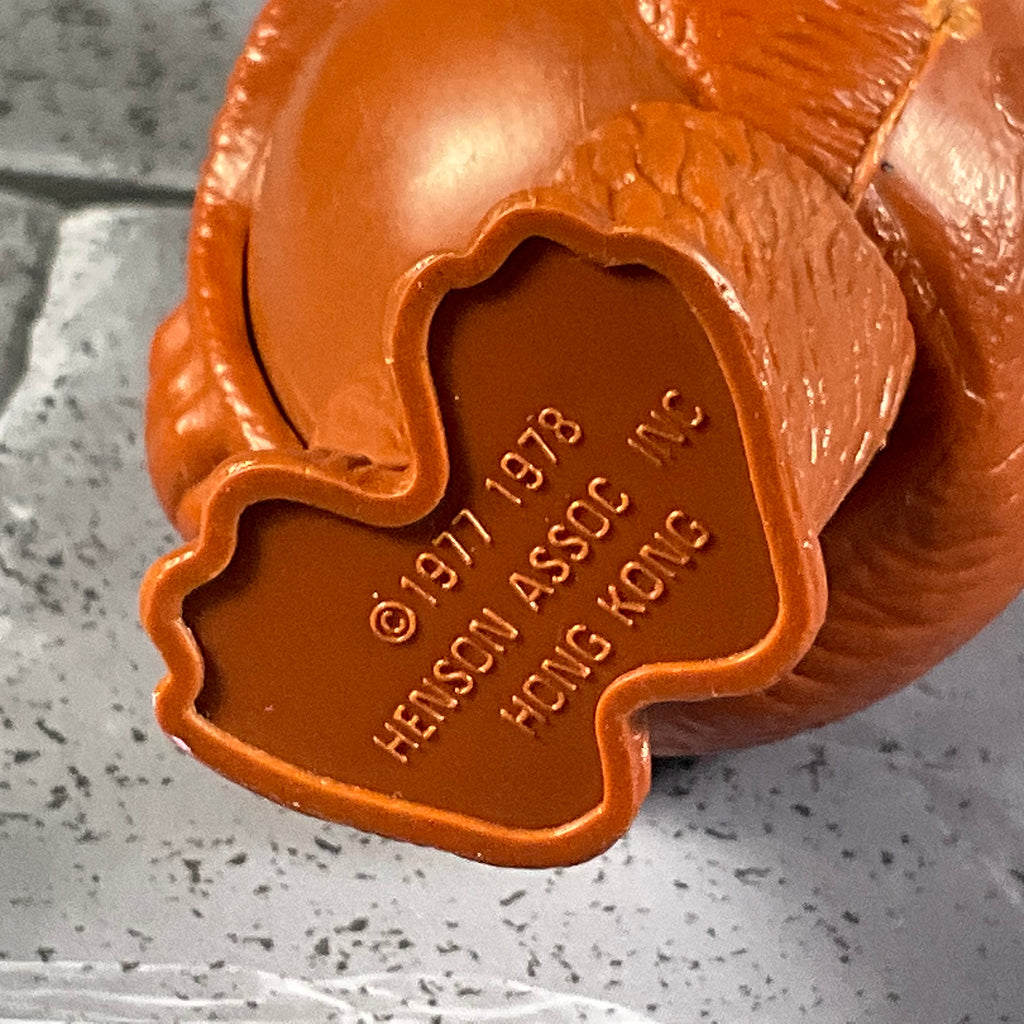 ©1977 1978
HENSON ASSOC INC
HONG KONG